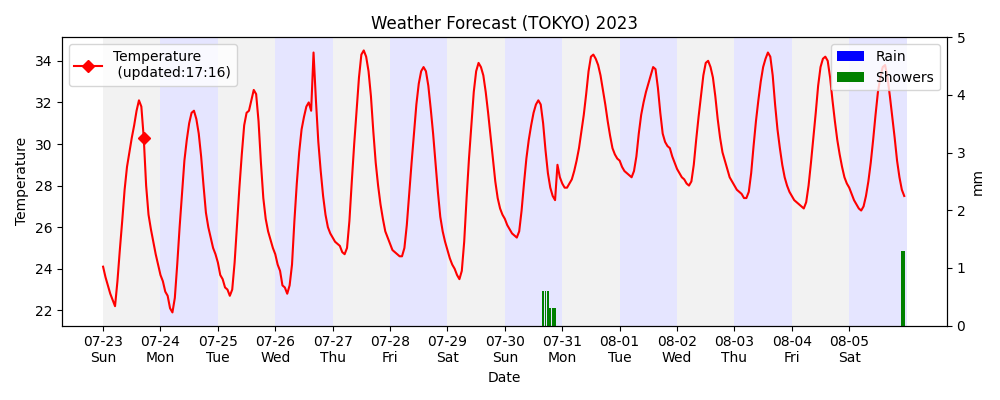 Weather Forecast (TOKYO) 2023
Temperature
(updated:17:16)
Rain
Showers
Temperature
34
32
30
28
26
24
22
5
4
3
2
1
0
mm
07-23 07-24 07-25 07-26 07-27 07-28 07-29 07-30 07-31 08-01 08-02 08-03 08-04 08-05
Sun Mon Tue Wed Thu Fri Sat Sun Mon Tue Wed Thu Fri Sat
Date